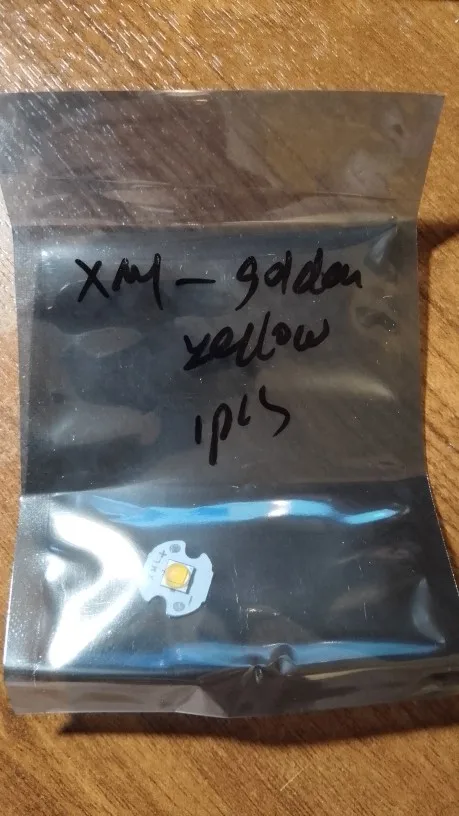 XML - golden
yellow
1pcs